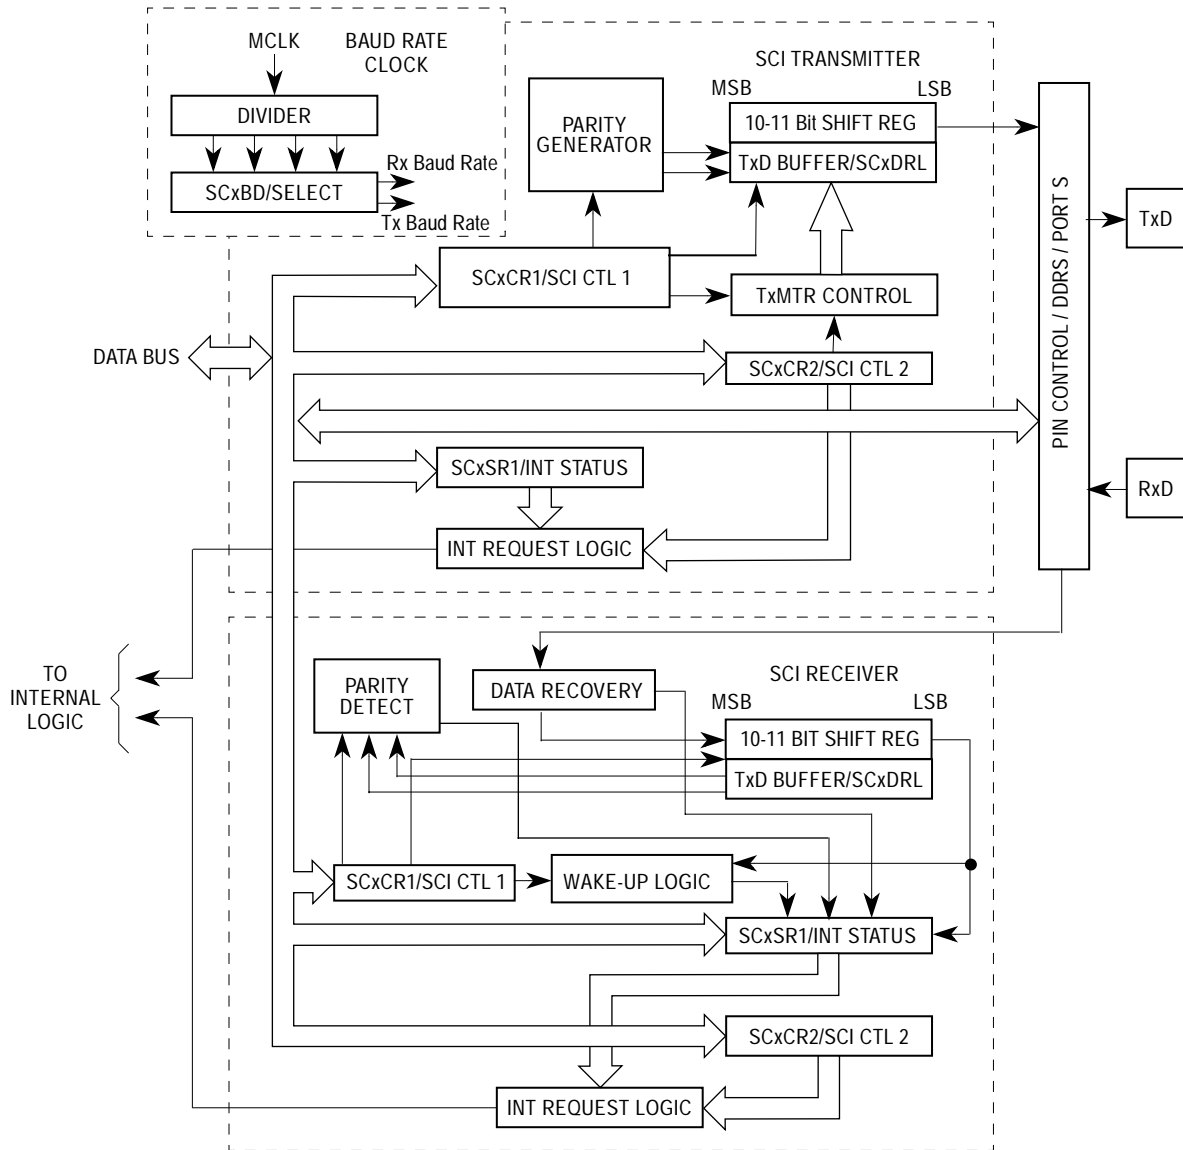 MCLK
BAUD RATE
CLOCK
DIVIDER
SCxBD/SELECT
Rx Baud Rate
Tx Baud Rate
SCI TRANSMITTER
MSB
LSB
PARITY
GENERATOR
10-11 Bit SHIFT REG
TxD BUFFER/SCxDRL
SCxCR1/SCI CTL 1
TxMTR CONTROL
DATA BUS
SCxCR2/SCI CTL 2
SCxSR1/INT STATUS
INT REQUEST LOGIC
PIN CONTROL / DDRS / PORT S
TxD
RxD
TO
INTERNAL
LOGIC
SCI RECEIVER
PARITY
DETECT
DATA RECOVERY
MSB
LSB
10-11 BIT SHIFT REG
TxD BUFFER/SCxDRL
SCxCR1/SCI CTL 1
WAKE-UP LOGIC
SCxSR1/INT STATUS
SCxCR2/SCI CTL 2
INT REQUEST LOGIC